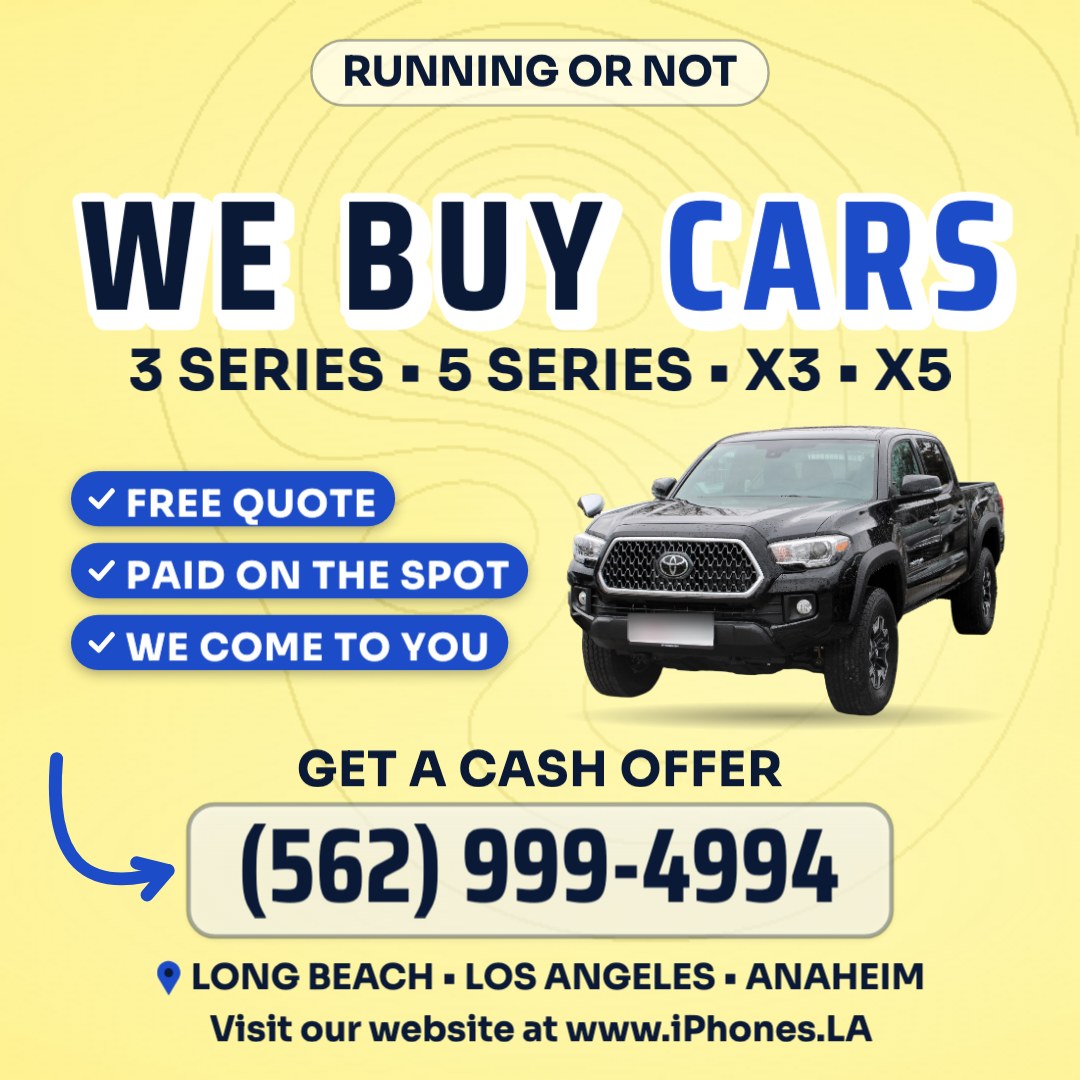 RUNNING OR NOT
WE BUY CARS
3 SERIES ▪ 5 SERIES ▪ X3 ▪ X5
FREE QUOTE
PAID ON THE SPOT
WE COME TO YOU
GET A CASH OFFER
(562) 999-4994
LONG BEACH ▪ LOS ANGELES ▪ ANAHEIM
Visit our website at www.iPhones.LA